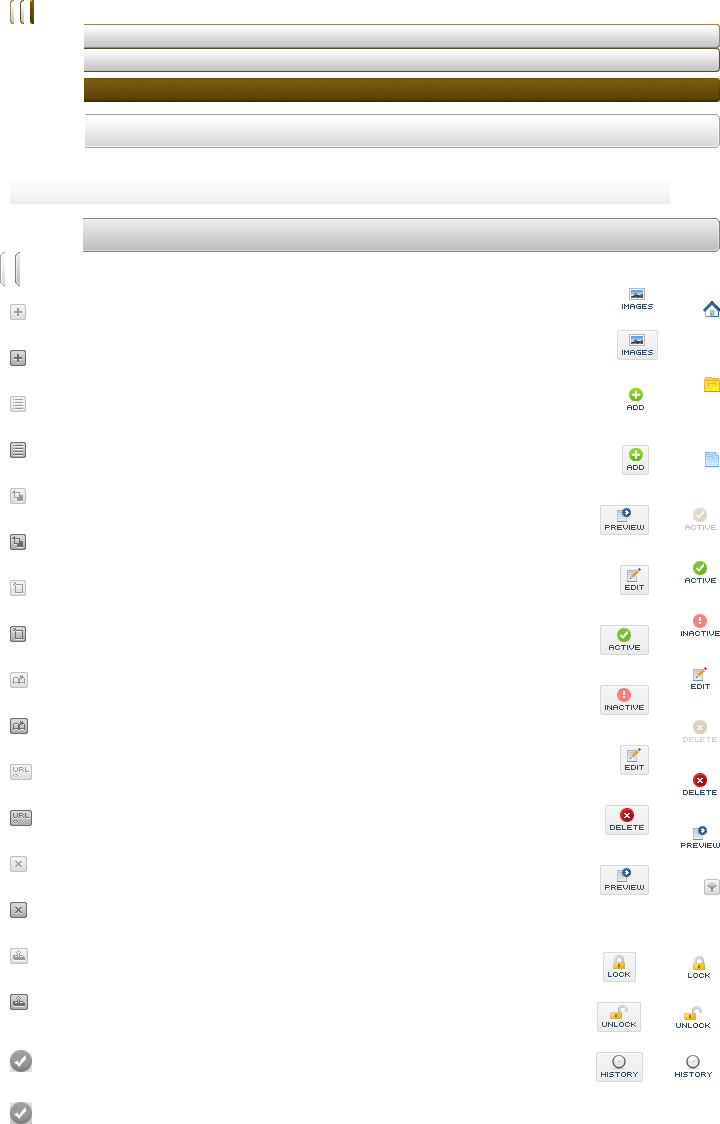 IMAGES
IMAGES
ADD
ADD
PREVIEW
ACTIVE
EDIT
ACTIVE
ACTIVE
INACTIVE
INACTIVE
EDIT
EDIT
DELETE
URL
DELETE
URL
DELETE
PREVIEW
PREVIEW
LOCK
LOCK
UNLOCK
UNLOCK
HISTORY
HISTORY